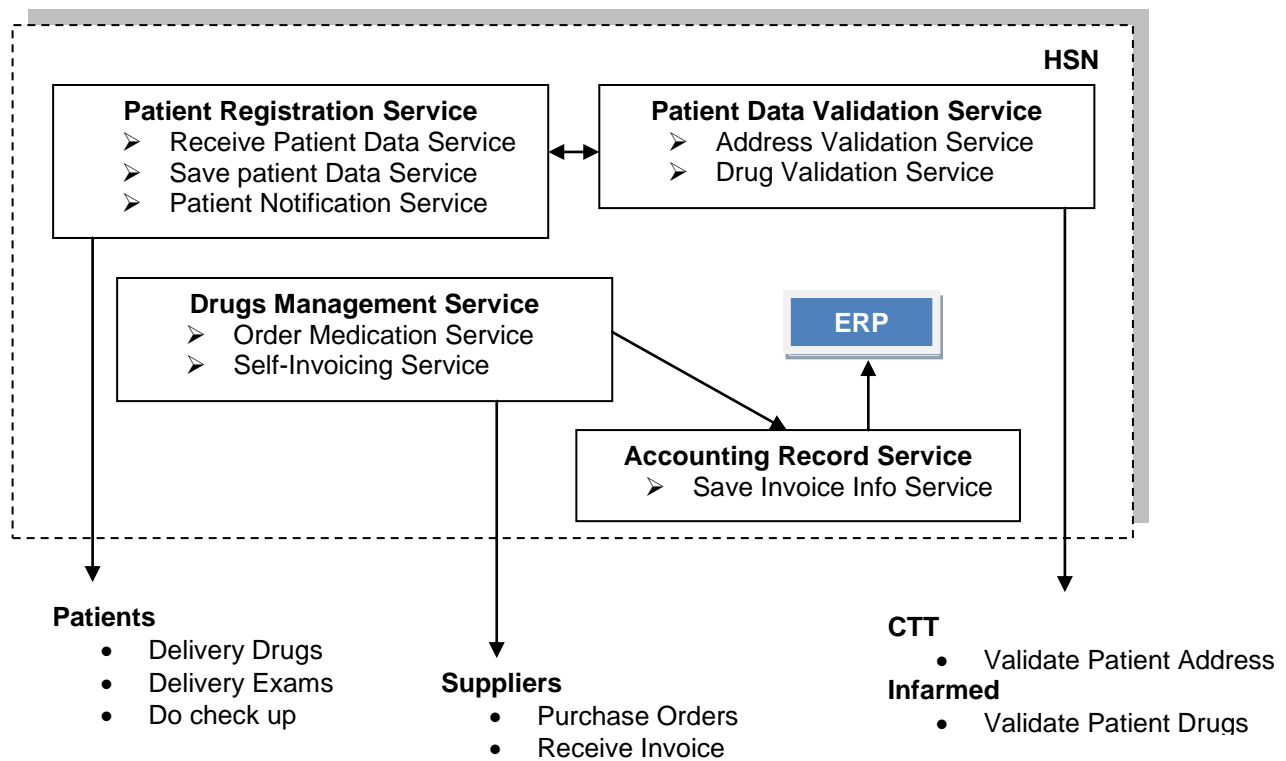 HSN
Patient Registration Service
➢ Receive Patient Data Service
➢ Save patient Data Service
➢ Patient Notification Service
Patient Data Validation Service
➢ Address Validation Service
➢ Drug Validation Service
Drugs Management Service
➢ Order Medication Service
➢ Self-Invoicing Service
ERP
Accounting Record Service
➢ Save Invoice Info Service
Patients
• Delivery Drugs
• Delivery Exams
• Do check up
Suppliers
• Purchase Orders
• Receive Invoice
CTT
• Validate Patient Address
Infarmed
• Validate Patient Drugs